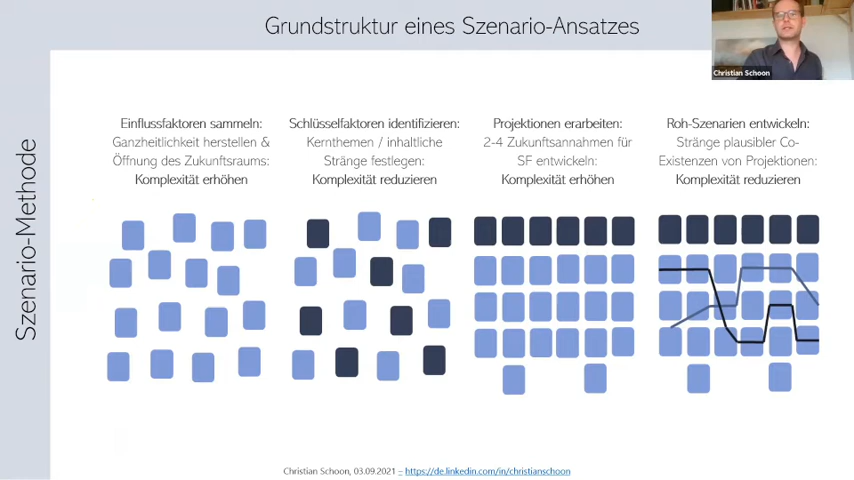 Grundstruktur eines Szenario-Ansatzes
Christian Schoon
Szenario-Methode
Einflussfaktoren sammeln:
Ganzheitlichkeit herstellen &
Öffnung des Zukunftsraums:
Komplexität erhöhen
Schlüsselfaktoren identifizieren:
Kernthemen / inhaltliche
Stränge festlegen:
Komplexität reduzieren
Projektionen erarbeiten:
2-4 Zukunftsannahmen für
SF entwickeln:
Komplexität erhöhen
Roh-Szenarien entwickeln:
Stränge plausibler Co-
Existenzen von Projektionen:
Komplexität reduzieren
Christian Schoon, 03.09.2021 – https://de.linkedin.com/in/christianschoon